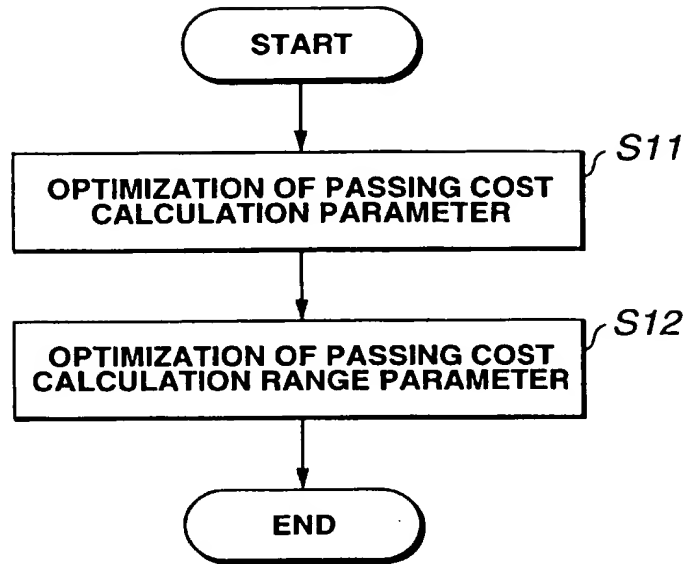 START
S11
OPTIMIZATION OF PASSING COST
CALCULATION PARAMETER
S12
OPTIMIZATION OF PASSING COST
CALCULATION RANGE PARAMETER
END